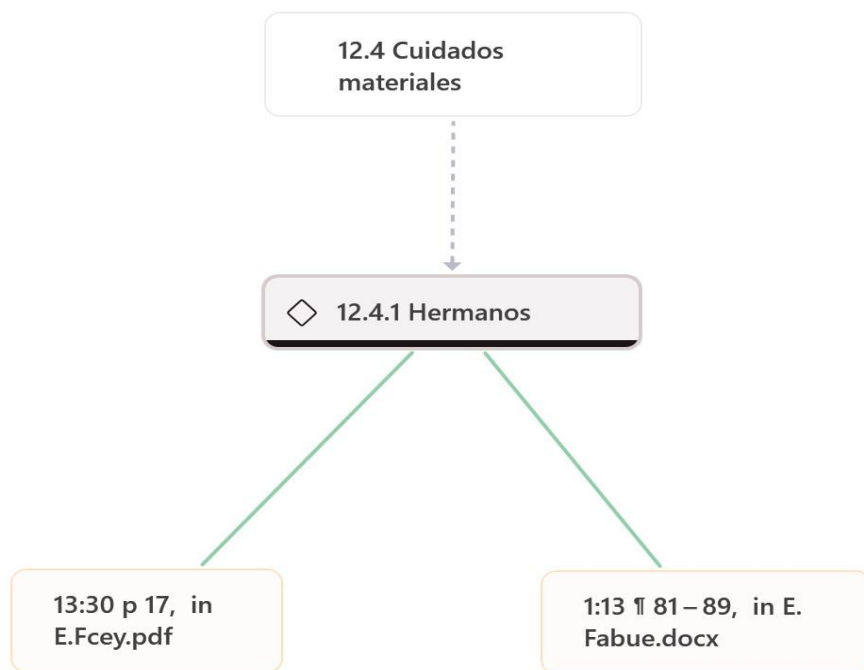 12.4 Cuidados
materiales
12.4.1 Hermanos
13:30 p 17, in
E.Fcey.pdf
1:13 ¶ 81 – 89, in E.
Fabue.docx